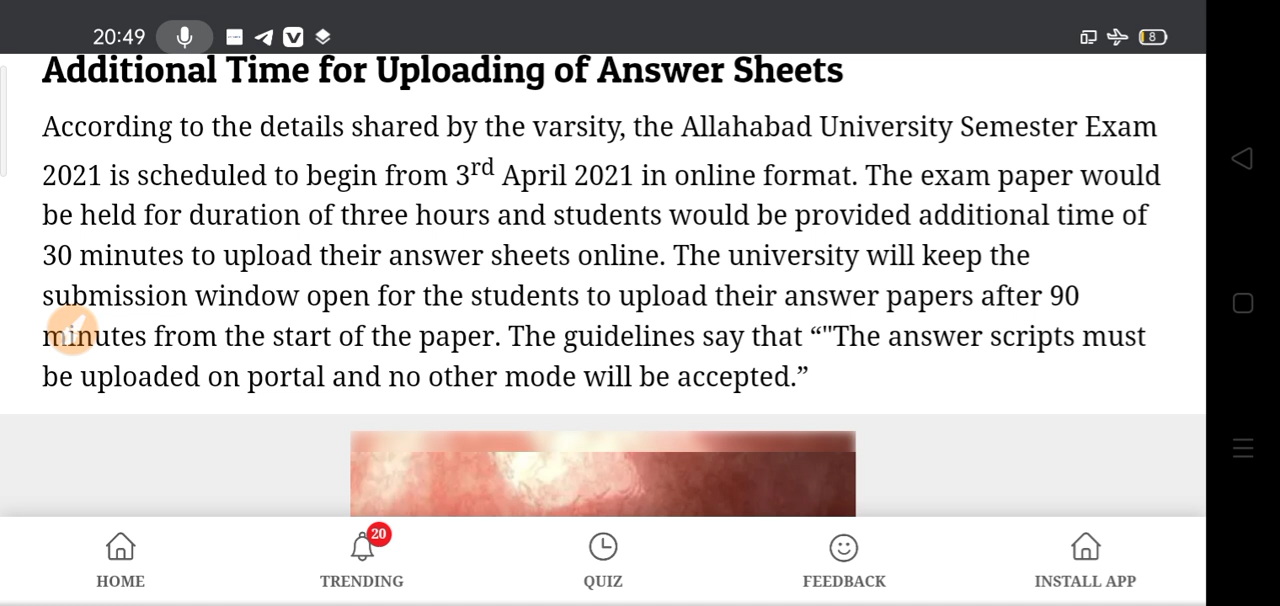 20:49
8
Additional Time for Uploading of Answer Sheets
According to the details shared by the varsity, the Allahabad University Semester Exam
2021 is scheduled to begin from 3rd April 2021 in online format. The exam paper would
be held for duration of three hours and students would be provided additional time of
30 minutes to upload their answer sheets online. The university will keep the
submission window open for the students to upload their answer papers after 90
minutes from the start of the paper. The guidelines say that “"The answer scripts must
be uploaded on portal and no other mode will be accepted.”
20
HOME TRENDING QUIZ FEEDBACK INSTALL APP